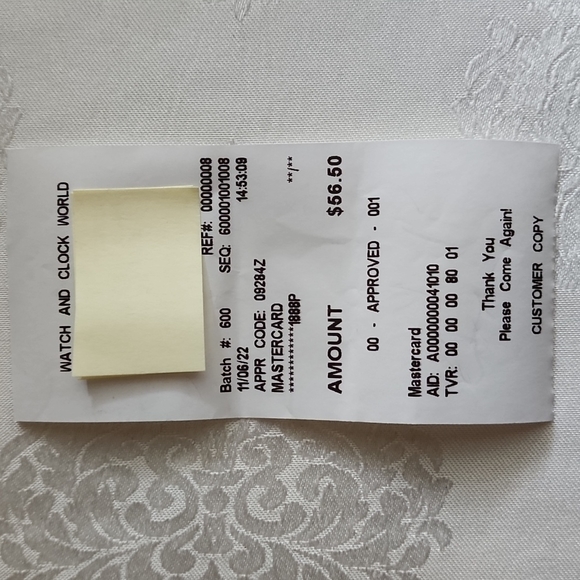 WATCH AND CLOCK WORLD
REF#: 00000008
Batch #: 600 SEQ: 600001001008
11/06/22 14:53:09
APPR CODE: 08284Z
MASTERCARD
************1888P **/**
AMOUNT $56.50
00 - APPROVED - 001
Mastercard
AID: A0000000041010
TVR: 00 00 00 80 01
Thank You
Please Come Again!
CUSTOMER COPY